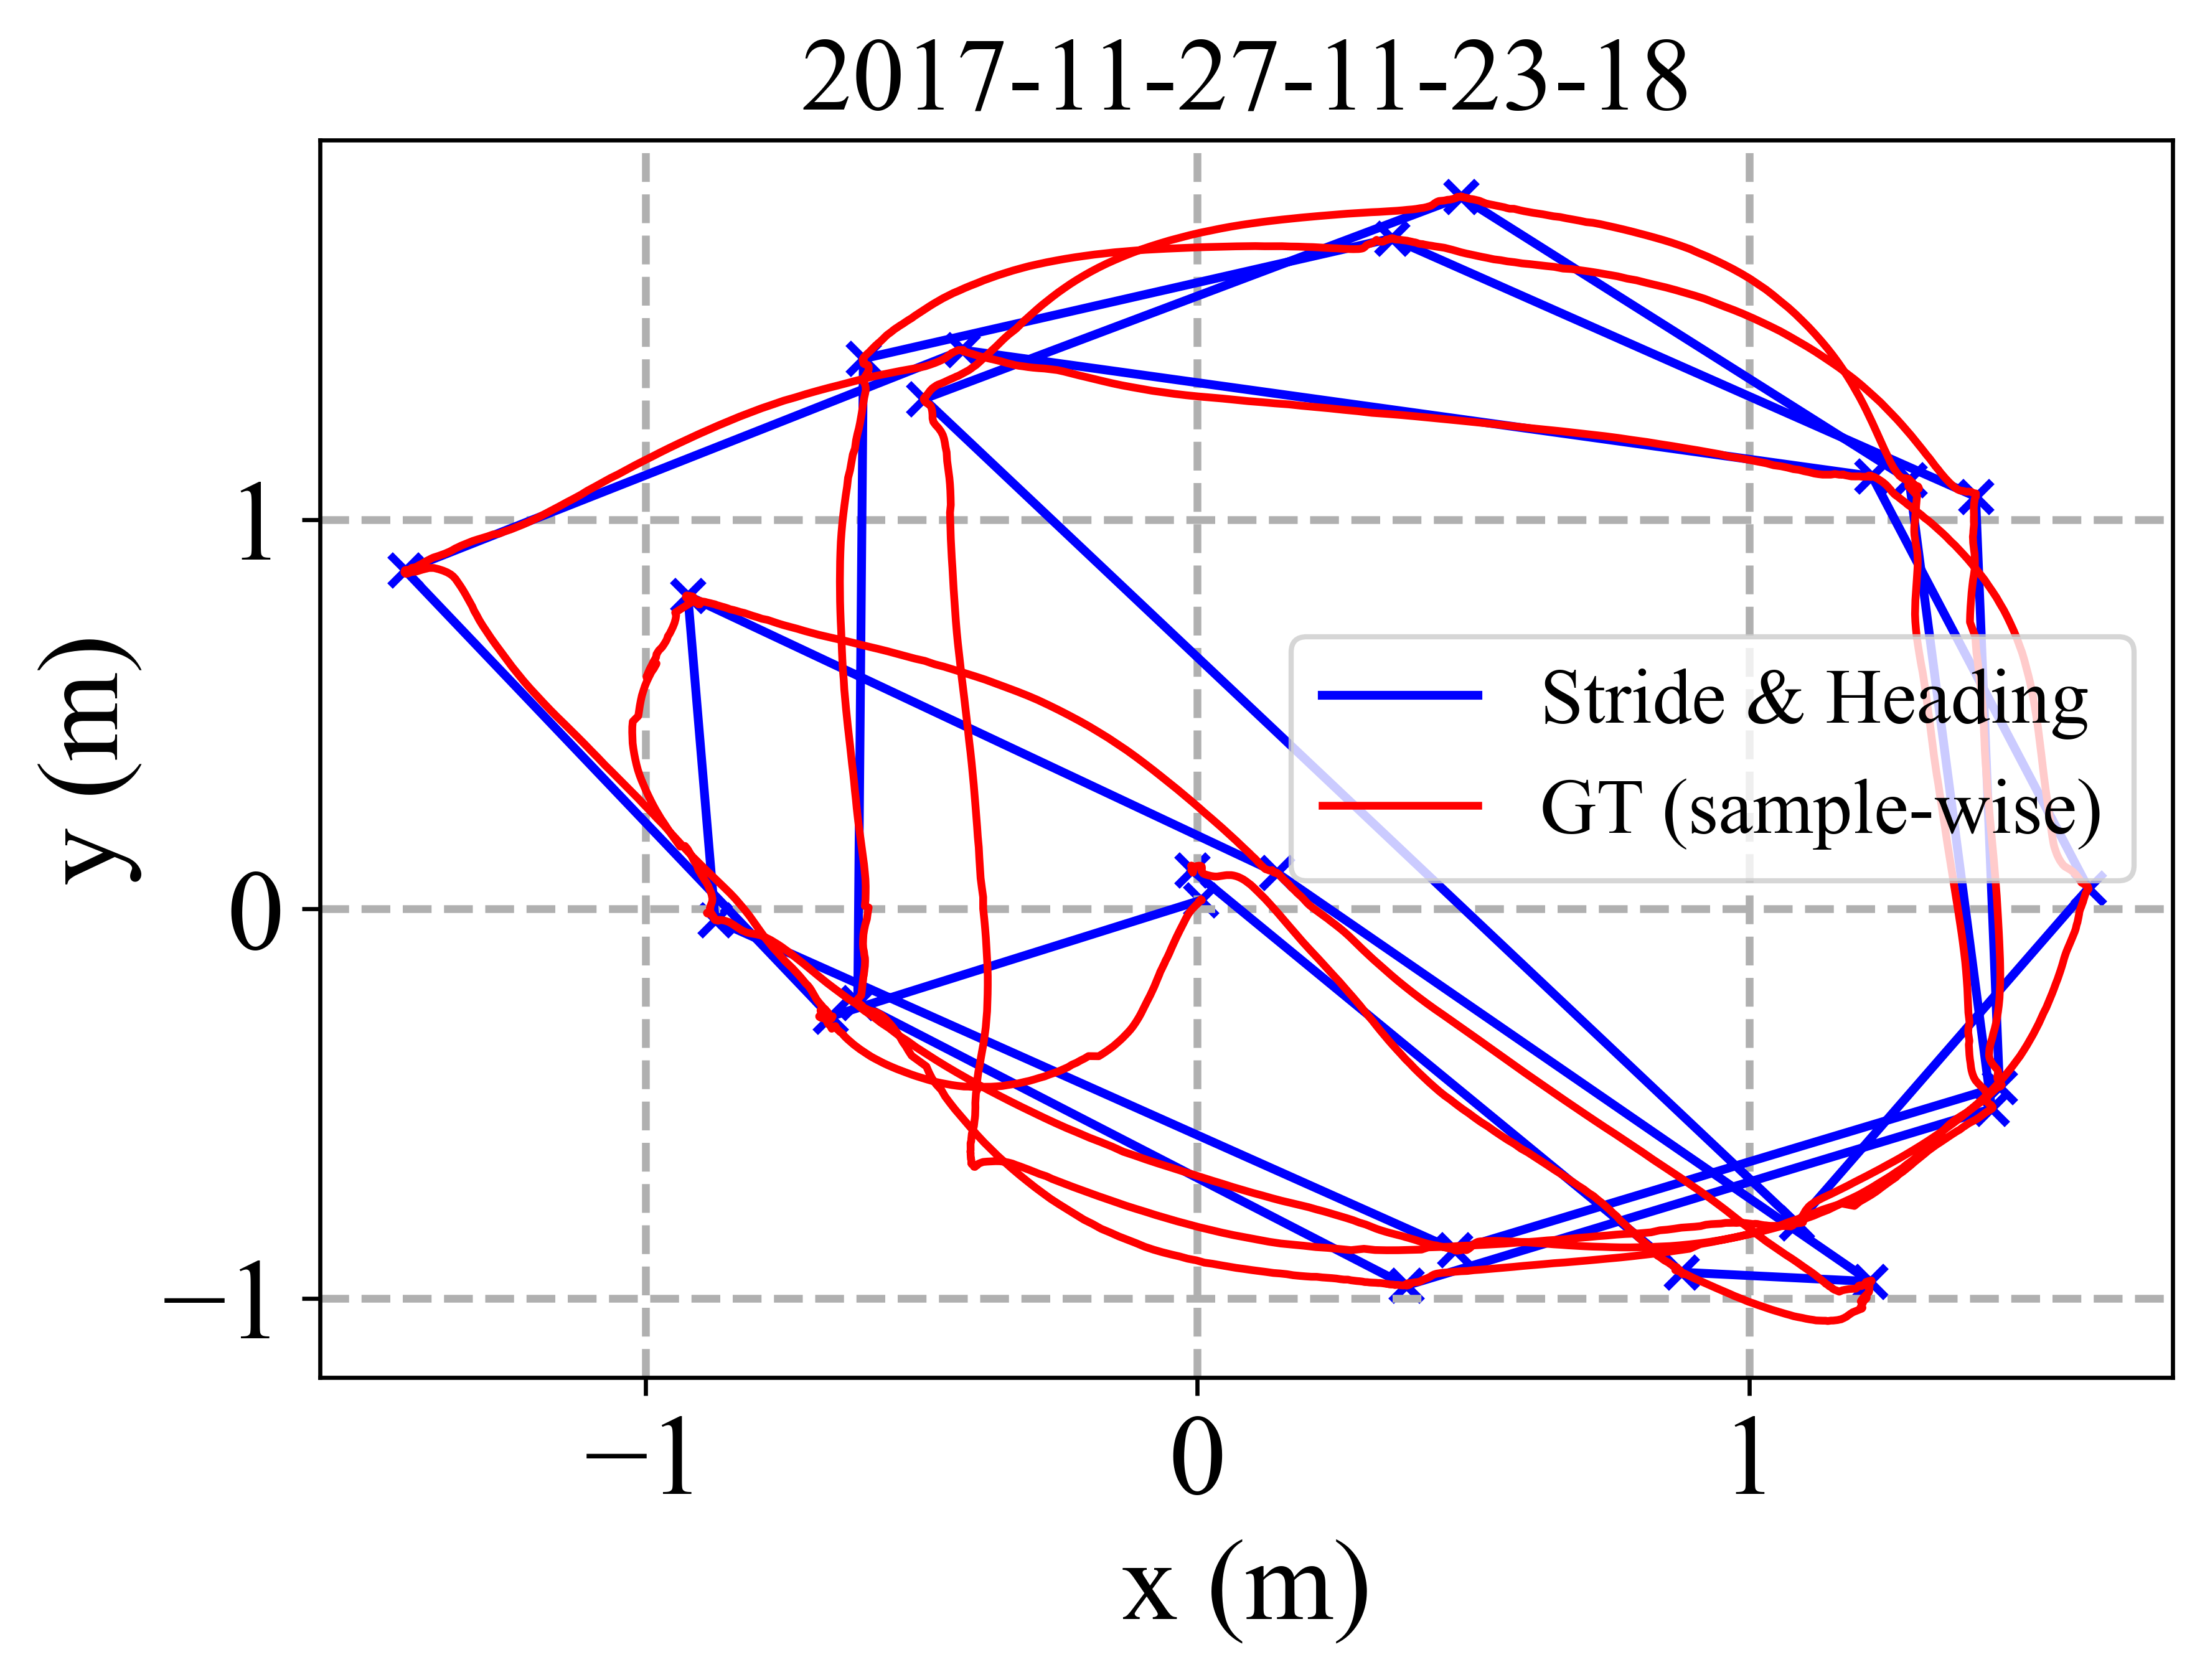 2017-11-27-11-23-18
y (m)
1
0
−1
Stride & Heading
GT (sample-wise)
−1 0 1
x (m)